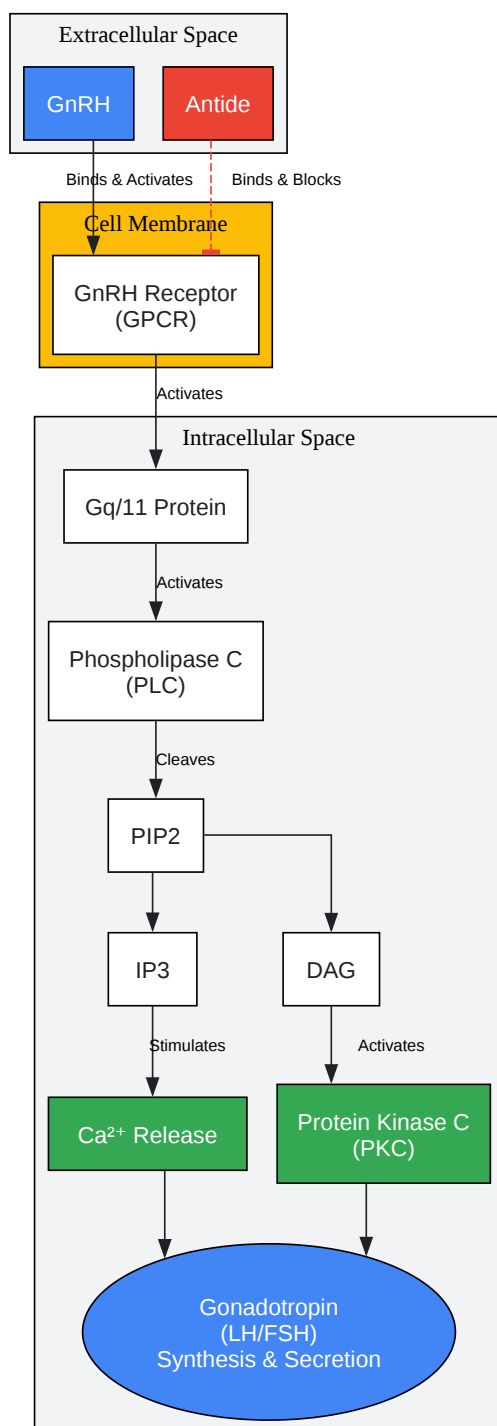 Extracellular Space
GnRH
Antide
Binds & Activates
Binds & Blocks
Cell Membrane
GnRH Receptor
(GPCR)
Activates
Intracellular Space
Gq/11 Protein
Activates
Phospholipase C
(PLC)
Cleaves
PIP2
IP3
DAG
Stimulates
Activates
Ca²⁺ Release
Protein Kinase C
(PKC)
Gonadotropin
(LH/FSH)
Synthesis & Secretion